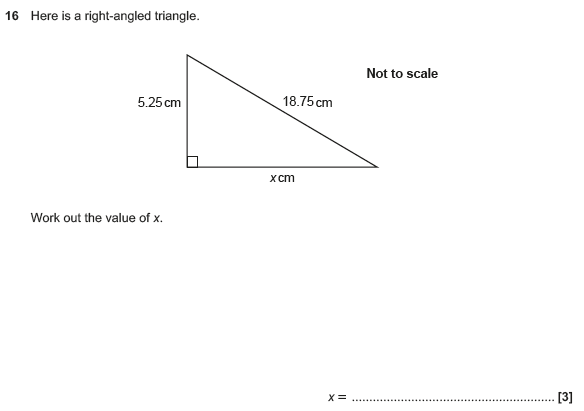 16 Here is a right-angled triangle.
Not to scale
5.25 cm
18.75 cm
x cm
Work out the value of x.
x = .......................................................... [3]